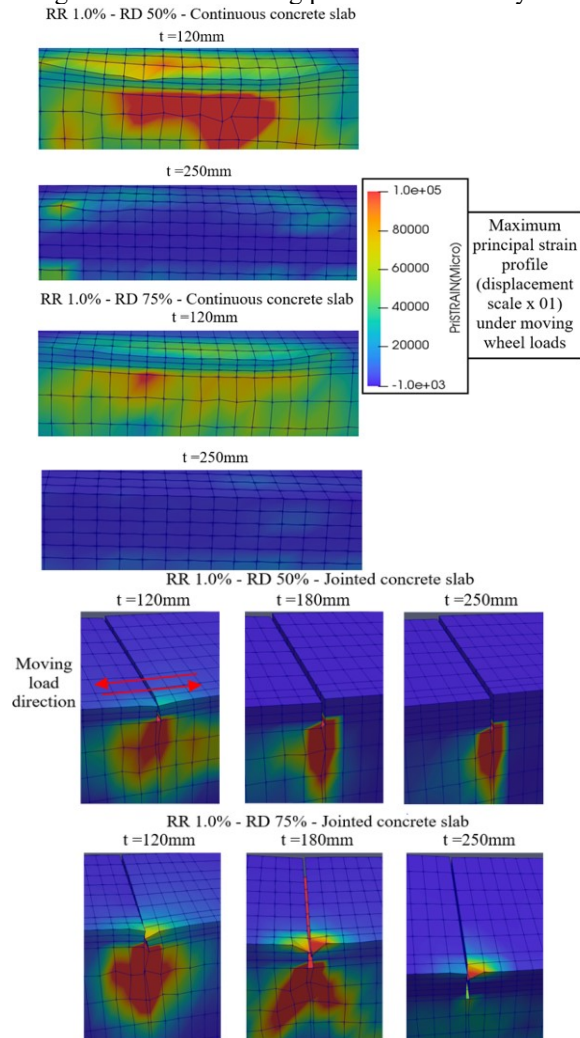 RR 1.0% - RD 50% - Continuous concrete slab
t =120mm
t =250mm
1.0e+05
80000
60000
40000
20000
-1.0e+03
PriSTRAIN(Micro)
Maximum
principal strain
profile
(displacement
scale x 01)
under moving
wheel loads
RR 1.0% - RD 75% - Continuous concrete slab
t =120mm
t =250mm
RR 1.0% - RD 50% - Jointed concrete slab
t =120mm t =180mm t =250mm
Moving
load
direction
RR 1.0% - RD 75% - Jointed concrete slab
t =120mm t =180mm t =250mm